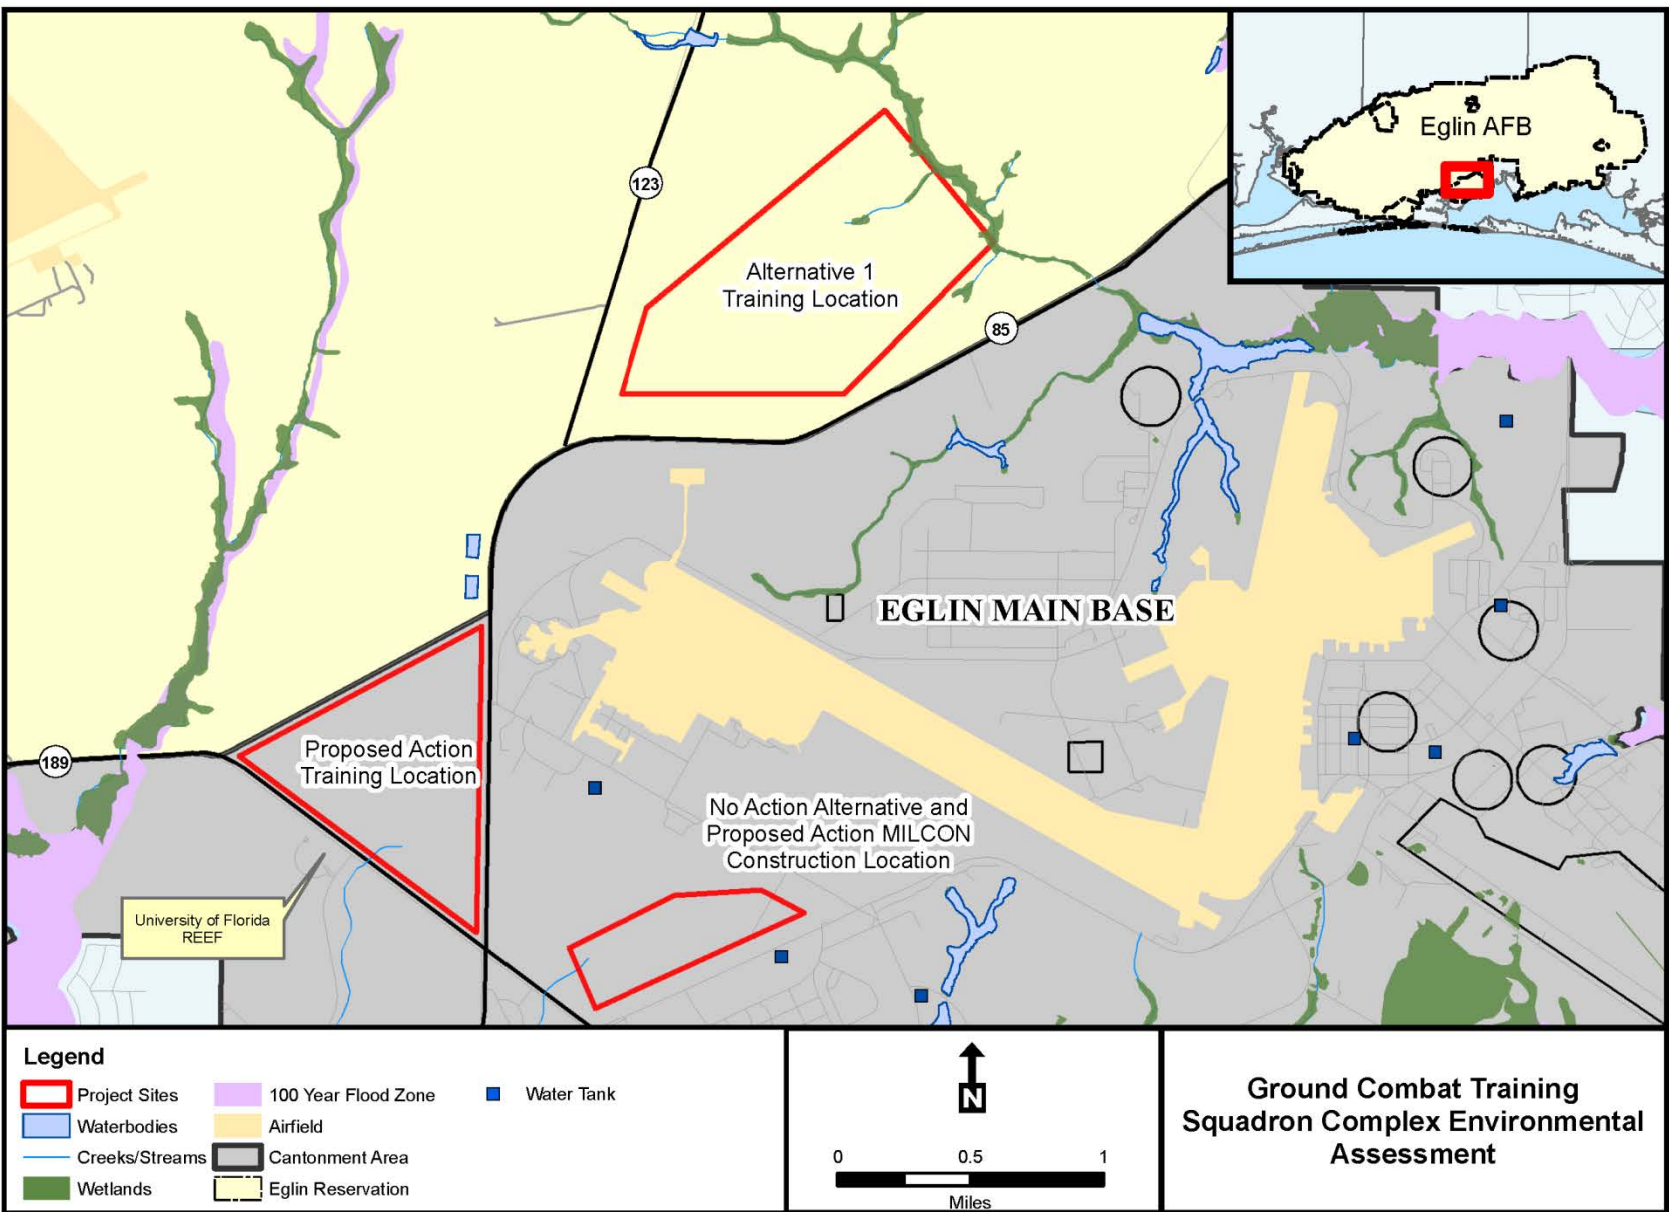 Eglin AFB
123
Alternative 1
Training Location
85
EGLIN MAIN BASE
Proposed Action
Training Location
189
No Action Alternative and
Proposed Action MILCON
Construction Location
University of Florida
REEF
Legend
Project Sites
Waterbodies
Creeks/Streams
Wetlands
100 Year Flood Zone
Airfield
Cantonment Area
Eglin Reservation
Water Tank
N
0 0.5 1
Miles
Ground Combat Training
Squadron Complex Environmental
Assessment